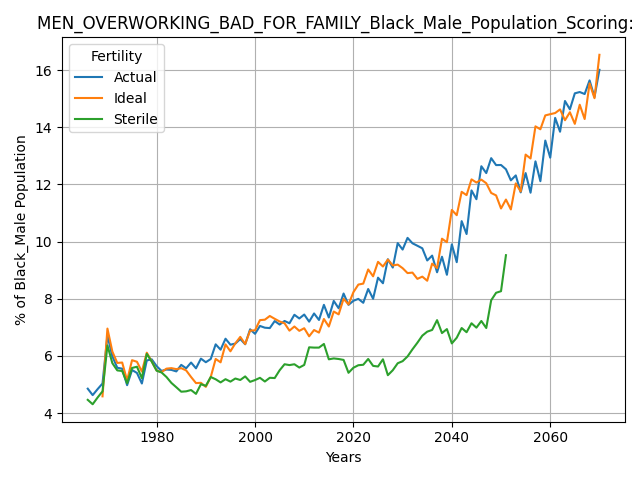 MEN_OVERWORKING_BAD_FOR_FAMILY_Black_Male_Population_Scoring:
Fertility
Actual
Ideal
Sterile
% of Black_Male Population
16
14
12
10
8
6
4
1980
2000
2020
2040
2060
Years